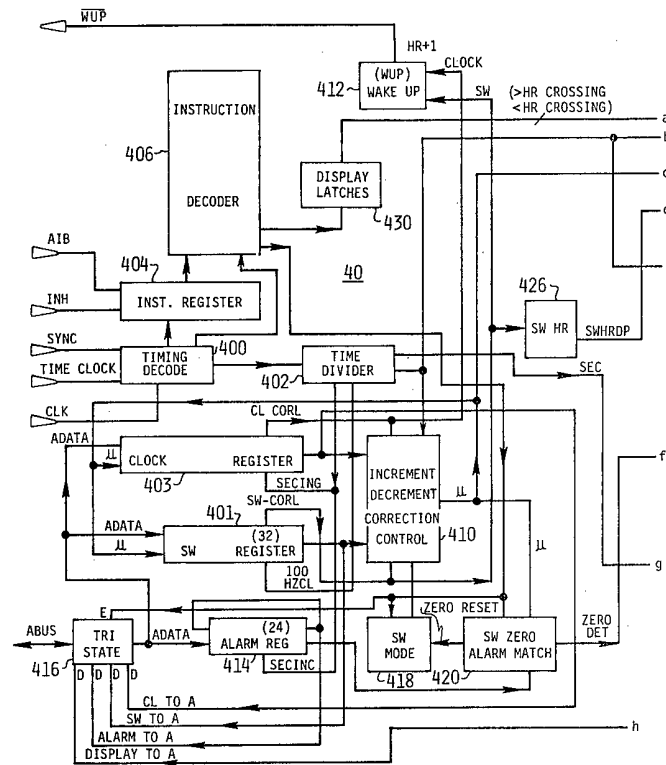 WUP
HR+1
CLOCK
(WUP)
WAKE UP
412
SW
(>HR CROSSING
<HR CROSSING)
a
b
c
d
INSTRUCTION
DECODER
406
DISPLAY
LATCHES
430
40
AIB
404
INH
INST. REGISTER
426
SW HR
SWHRDP
SYNC
TIME CLOCK
TIMING
DECODE
400
TIME
DIVIDER
402
SEC
CLK
CL CORL
ADATA
μ
CLOCK REGISTER
403
SECING
SW-CORL
INCREMENT
DECREMENT
CORRECTION
CONTROL
410
μ
f
401
(32)
ADATA
μ
SW REGISTER
100
HZCL
μ
g
E
ZERO RESET
ZERO
DET
ABUS
TRI
STATE
416
ADATA
(24)
ALARM REG
414
SECINC
SW
MODE
418
SW ZERO
ALARM MATCH
420
D D D D
CL TO A
SW TO A
ALARM TO A
DISPLAY TO A
h